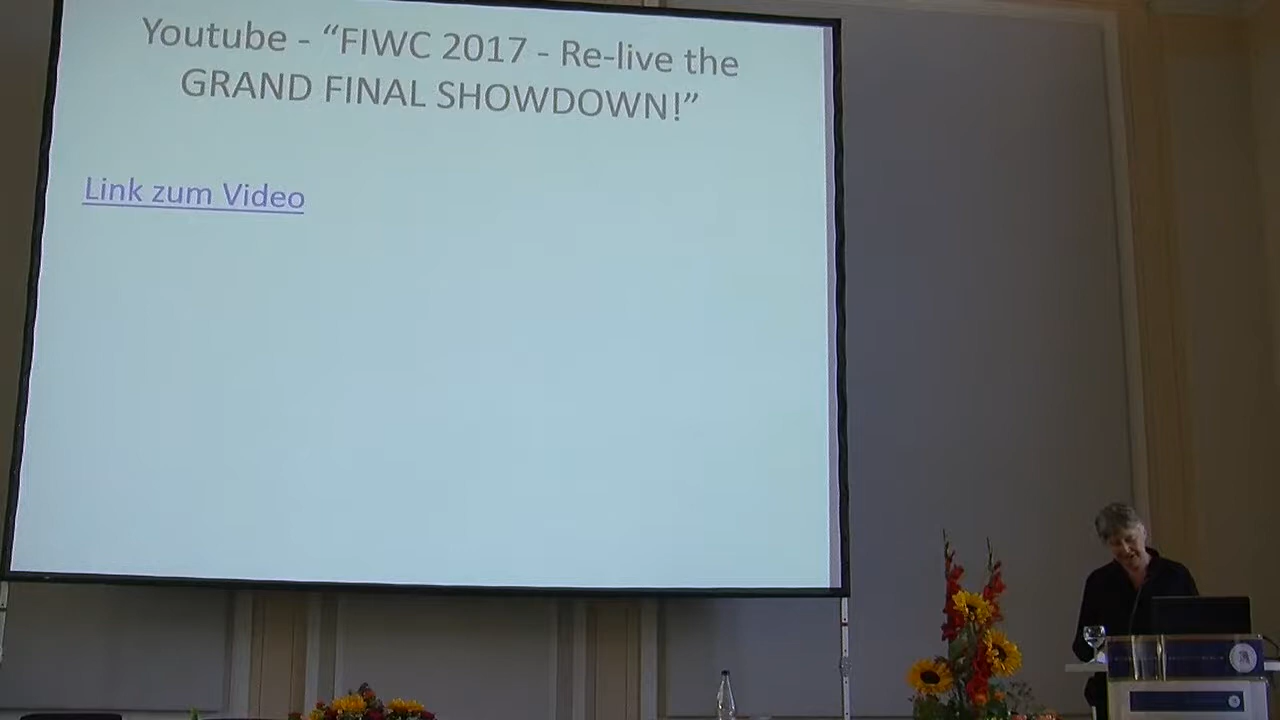 Youtube - “FIWC 2017 - Re-live the
GRAND FINAL SHOWDOWN!”
Link zum Video